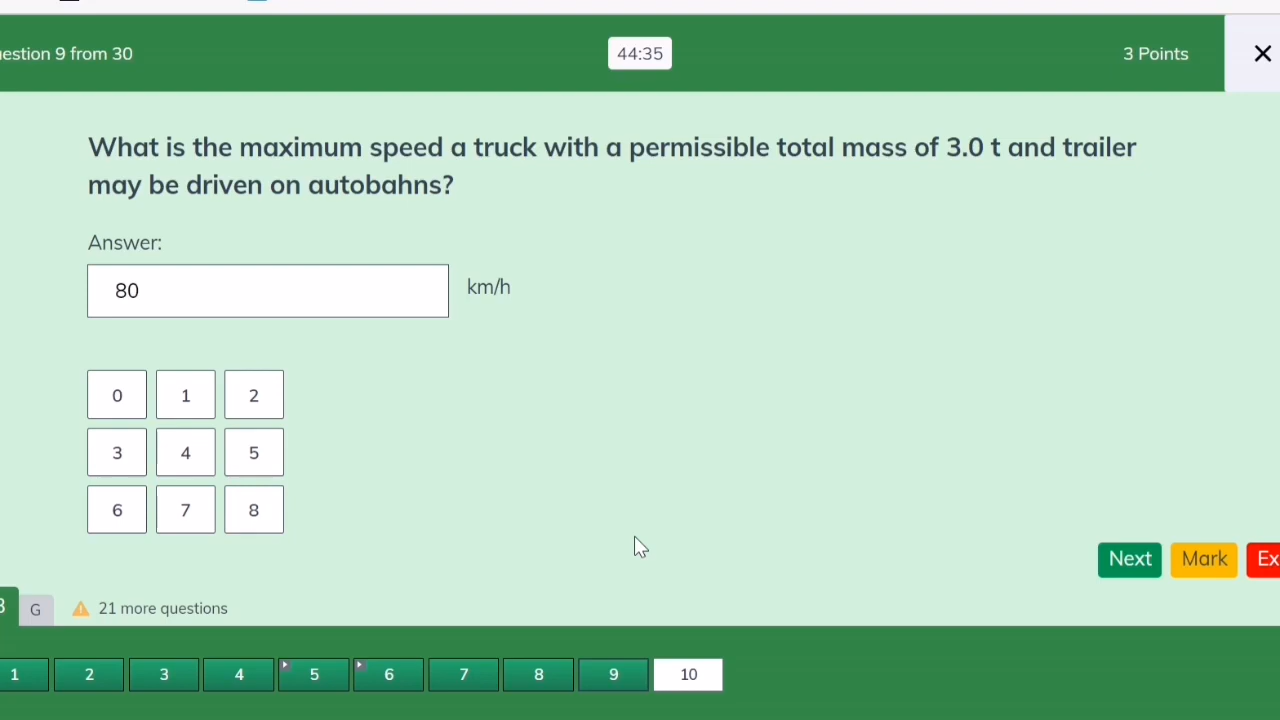 estion 9 from 30
44:35
3 Points
What is the maximum speed a truck with a permissible total mass of 3.0 t and trailer
may be driven on autobahns?
Answer:
80
km/h
0 1 2
3 4 5
6 7 8
Next Mark Ex
G
21 more questions
1 2 3 4 5 6 7 8 9 10